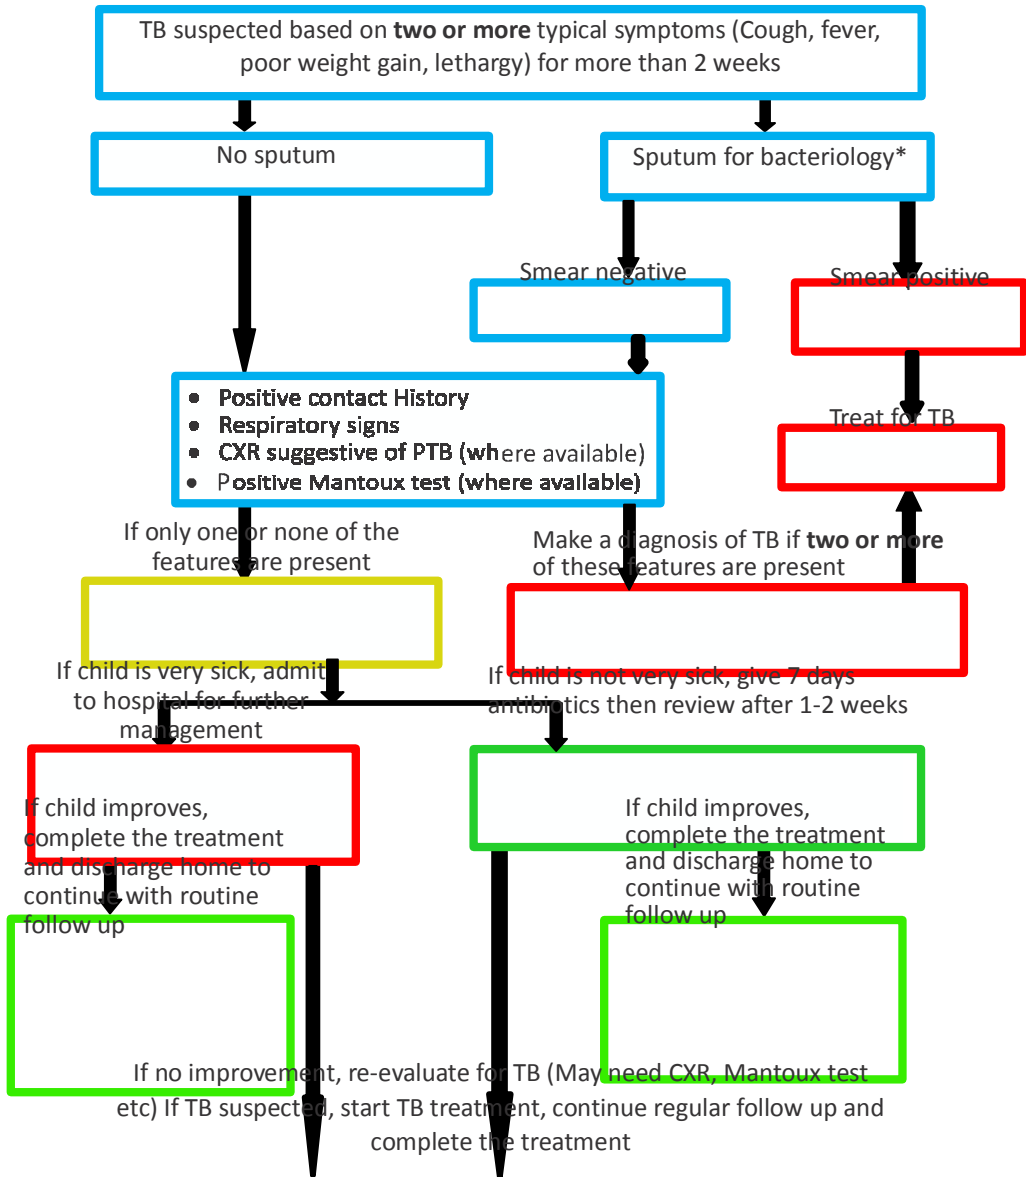 TB suspected based on two or more typical symptoms (Cough, fever,
poor weight gain, lethargy) for more than 2 weeks
No sputum
Sputum for bacteriology*
Smear negative
Smear positive
• Positive contact History
• Respiratory signs
• CXR suggestive of PTB (where available)
• Positive Mantoux test (where available)
Treat for TB
If only one or none of the
features are present
Make a diagnosis of TB if two or more
of these features are present
If child is very sick, admit
to hospital for further
management
If child is not very sick, give 7 days
antibiotics then review after 1-2 weeks
If child improves,
complete the treatment
and discharge home to
continue with routine
follow up
If child improves,
complete the treatment
and discharge home to
continue with routine
follow up
If no improvement, re-evaluate for TB (May need CXR, Mantoux test
etc) If TB suspected, start TB treatment, continue regular follow up and
complete the treatment